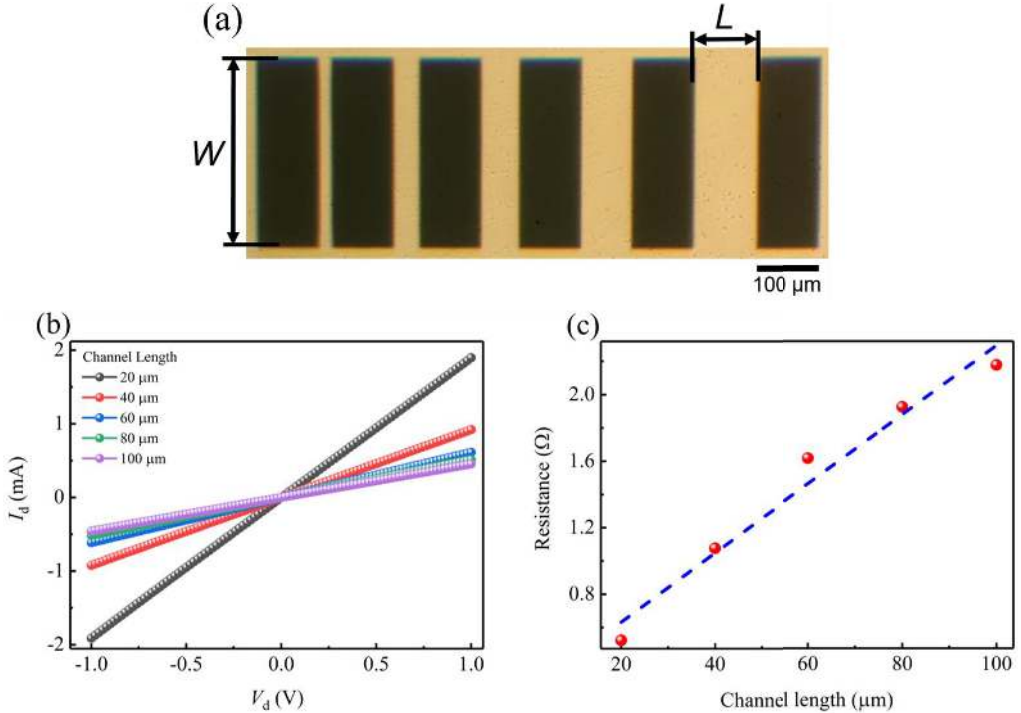 (a)
L
W
100 μm
(b)
Channel Length
20 μm
40 μm
60 μm
80 μm
100 μm
2
1
0
-1
-2
-1.0 -0.5 0.0 0.5 1.0
I_d (mA)
V_d (V)
(c)
2.0
1.6
1.2
0.8
20 40 60 80 100
Resistance (Ω)
Channel length (μm)